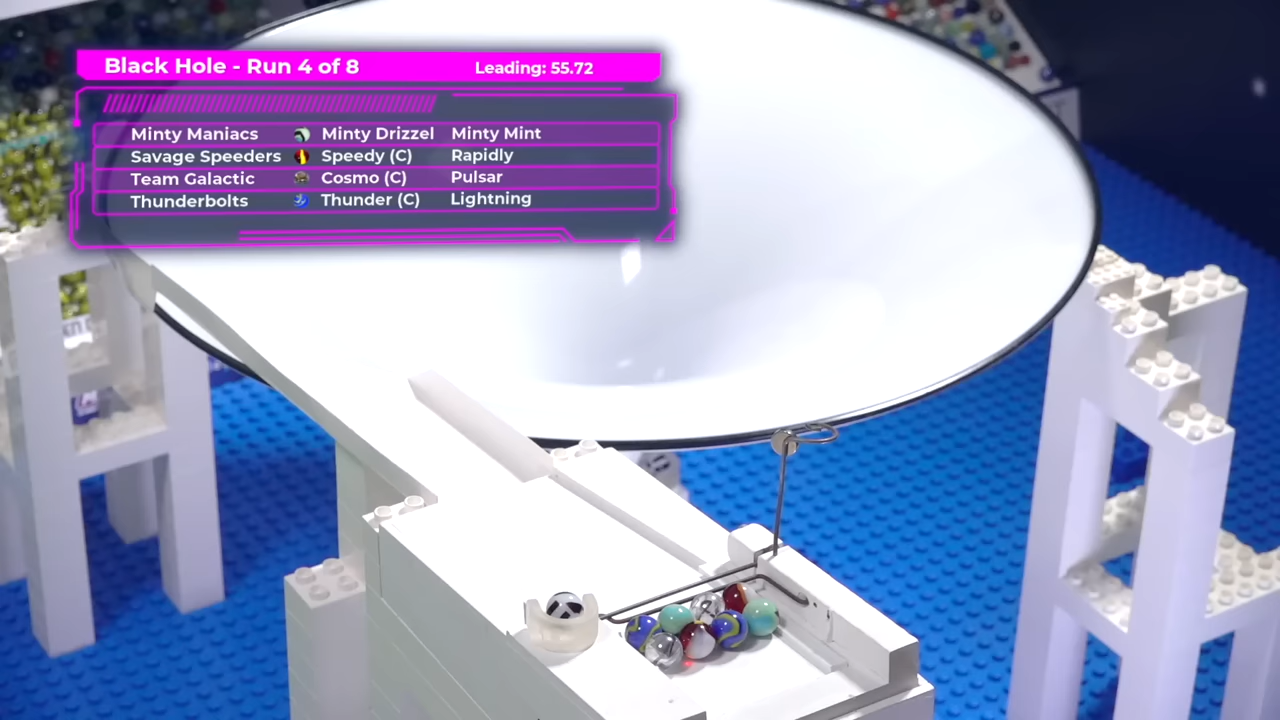 Black Hole - Run 4 of 8 Leading: 55.72
Minty Maniacs Minty Drizzel Minty Mint
Savage Speeders Speedy (C) Rapidly
Team Galactic Cosmo (C) Pulsar
Thunderbolts Thunder (C) Lightning